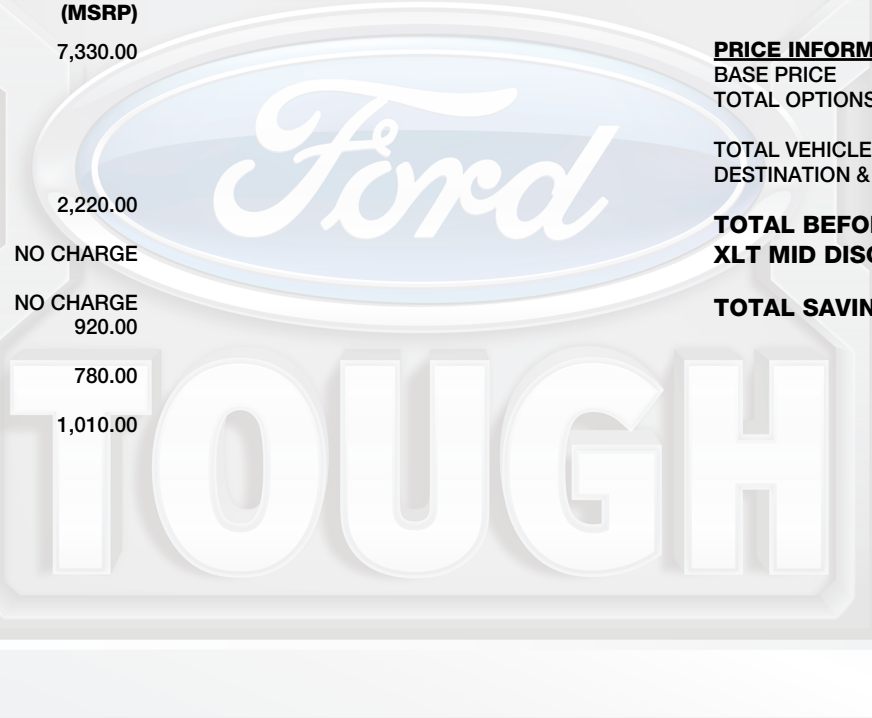 (MSRP)
7,330.00
2,220.00
NO CHARGE
NO CHARGE
920.00
780.00
1,010.00
PRICE INFORM
BASE PRICE
TOTAL OPTIONS
TOTAL VEHICLE
DESTINATION &
TOTAL BEFO
XLT MID DISC
TOTAL SAVIN
Ford
TOUGH